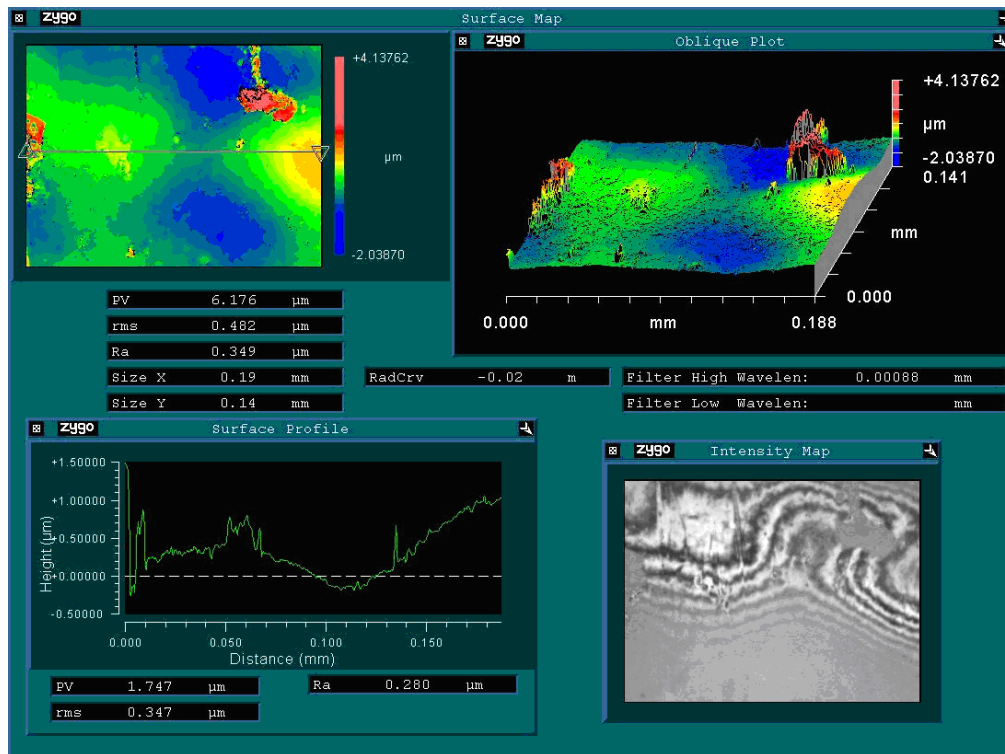 zygo Surface Map
+4.13762
µm
-2.03870
zygo Oblique Plot
+4.13762
µm
-2.03870
0.141
mm
0.000
0.000 mm 0.188
PV 6.176 µm
rms 0.482 µm
Ra 0.349 µm
Size X 0.19 mm
Size Y 0.14 mm
RadCrv -0.02 m
Filter High Wavelen: 0.00088 mm
Filter Low Wavelen: mm
zygo Surface Profile
+1.50000
+1.00000
+0.50000
+0.00000
-0.50000
Height (µm)
0.000 0.050 0.100 0.150
Distance (mm)
PV 1.747 µm
rms 0.347 µm
Ra 0.280 µm
zygo Intensity Map